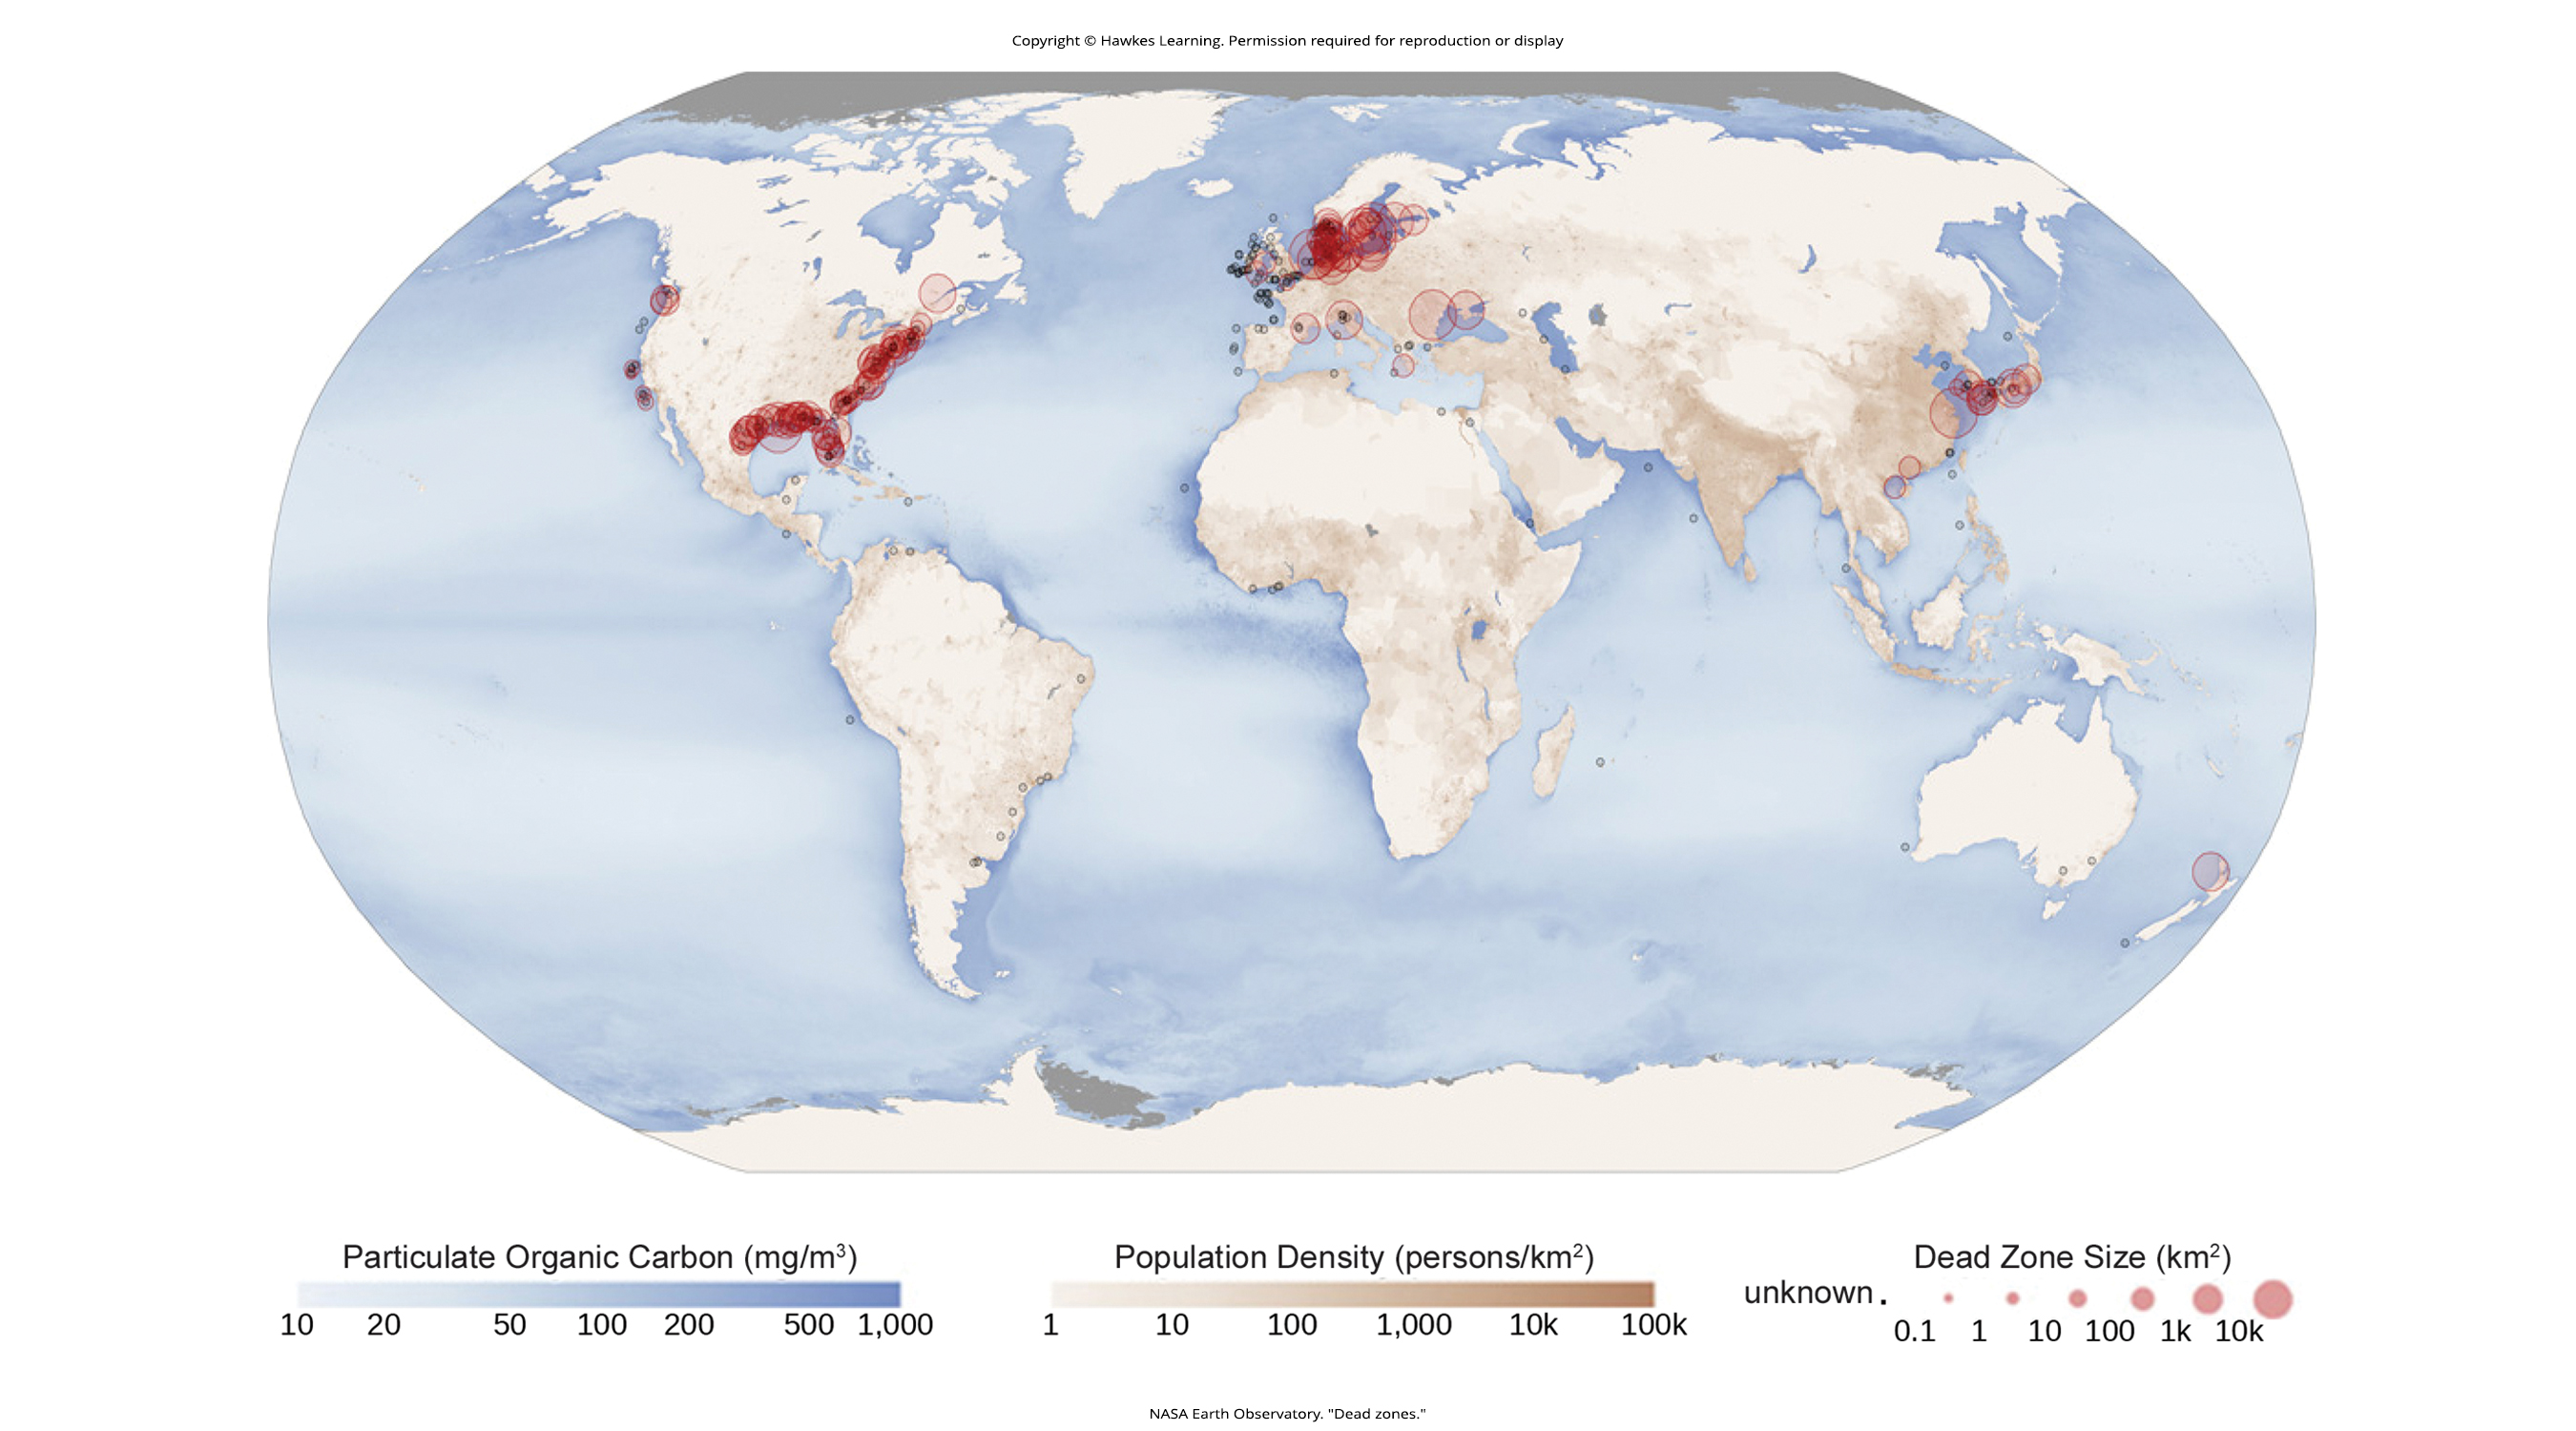 Copyright © Hawkes Learning. Permission required for reproduction or display
Particulate Organic Carbon (mg/m³)
10 20 50 100 200 500 1,000
Population Density (persons/km²)
1 10 100 1,000 10k 100k
Dead Zone Size (km²)
unknown
0.1 1 10 100 1k 10k
NASA Earth Observatory. "Dead zones."